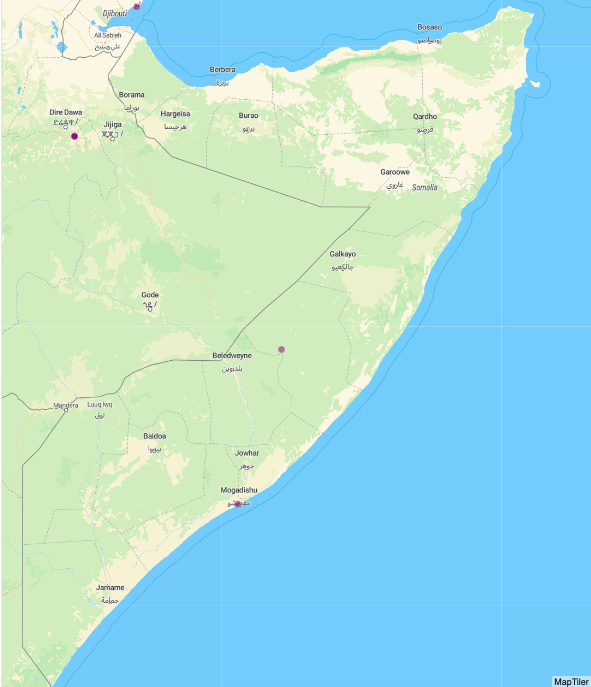 Djibouti
Ali Sabieh
علي صبيح
Bosaso
بوصاصو
Berbera
بربرة
Borama
بوراما
Hargeisa
هرجيسا
Burao
برعو
Qardho
قرضو
Dire Dawa
ድሬዳዋ /
Jijiga
ጅጅጋ /
Garoowe
غاروي
Somalia
Galkayo
جالكعيو
Gode
ጎዴ /
Beledweyne
بلدوين
Mandera
Luuq lwq
لوق
Baidoa
بيدوا
Jowhar
جوهر
Mogadishu
مقديشو
Jamame
جمامة
MapTiler